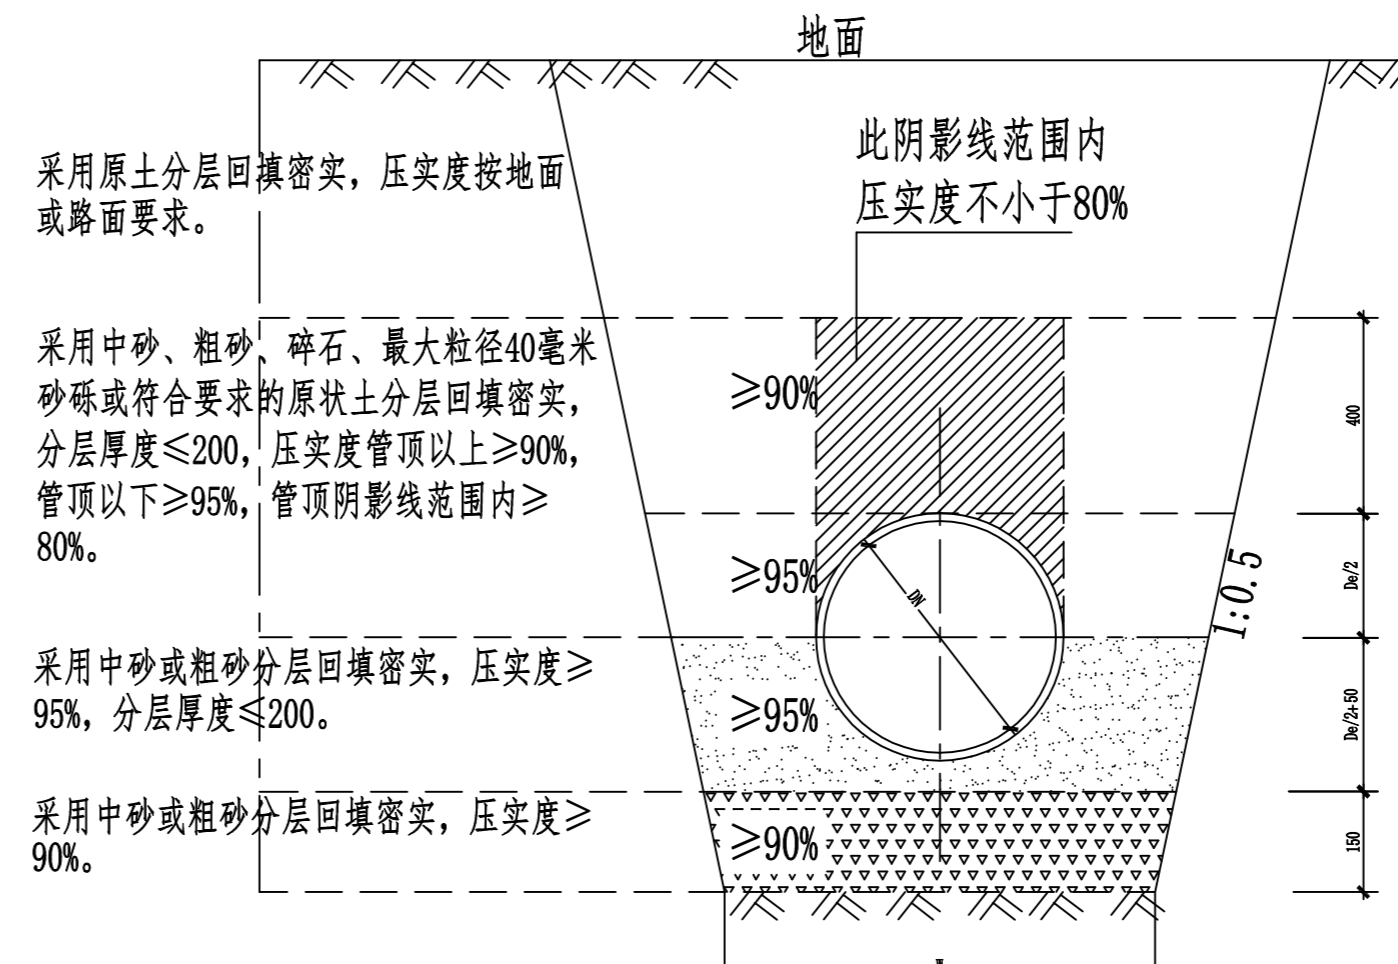 地面
此阴影线范围内
压实度不小于80%
采用原土分层回填密实，压实度按地面
或路面要求。
采用中砂、粗砂、碎石、最大粒径40毫米
砂砾或符合要求的原状土分层回填密实，
分层厚度≤200，压实度管顶以上≥90%，
管顶以下≥95%，管顶阴影线范围内≥
80%。
≥90%
400
≥95%
DN
De/2
1:0.5
采用中砂或粗砂分层回填密实，压实度≥
95%，分层厚度≤200。
≥95%
De/2+50
采用中砂或粗砂分层回填密实，压实度≥
90%。
≥90%
150